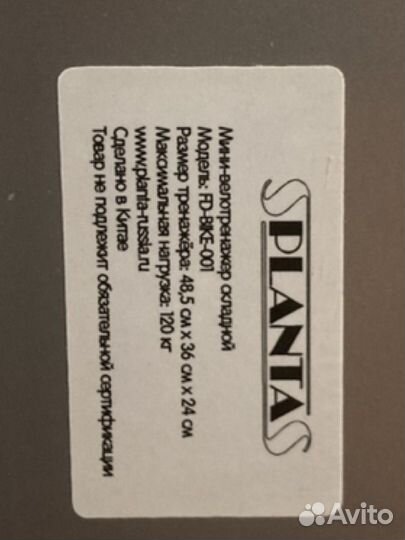 PLANTA
Мини-велотренажер складной
Модель: FD-BIKE-001
Размер тренажёра: 48,5 см х 36 см х 24 см
Максимальная нагрузка: 120 кг
www.planta-russia.ru
Сделано в Китае
Товар не подлежит обязательной сертификации
Avito